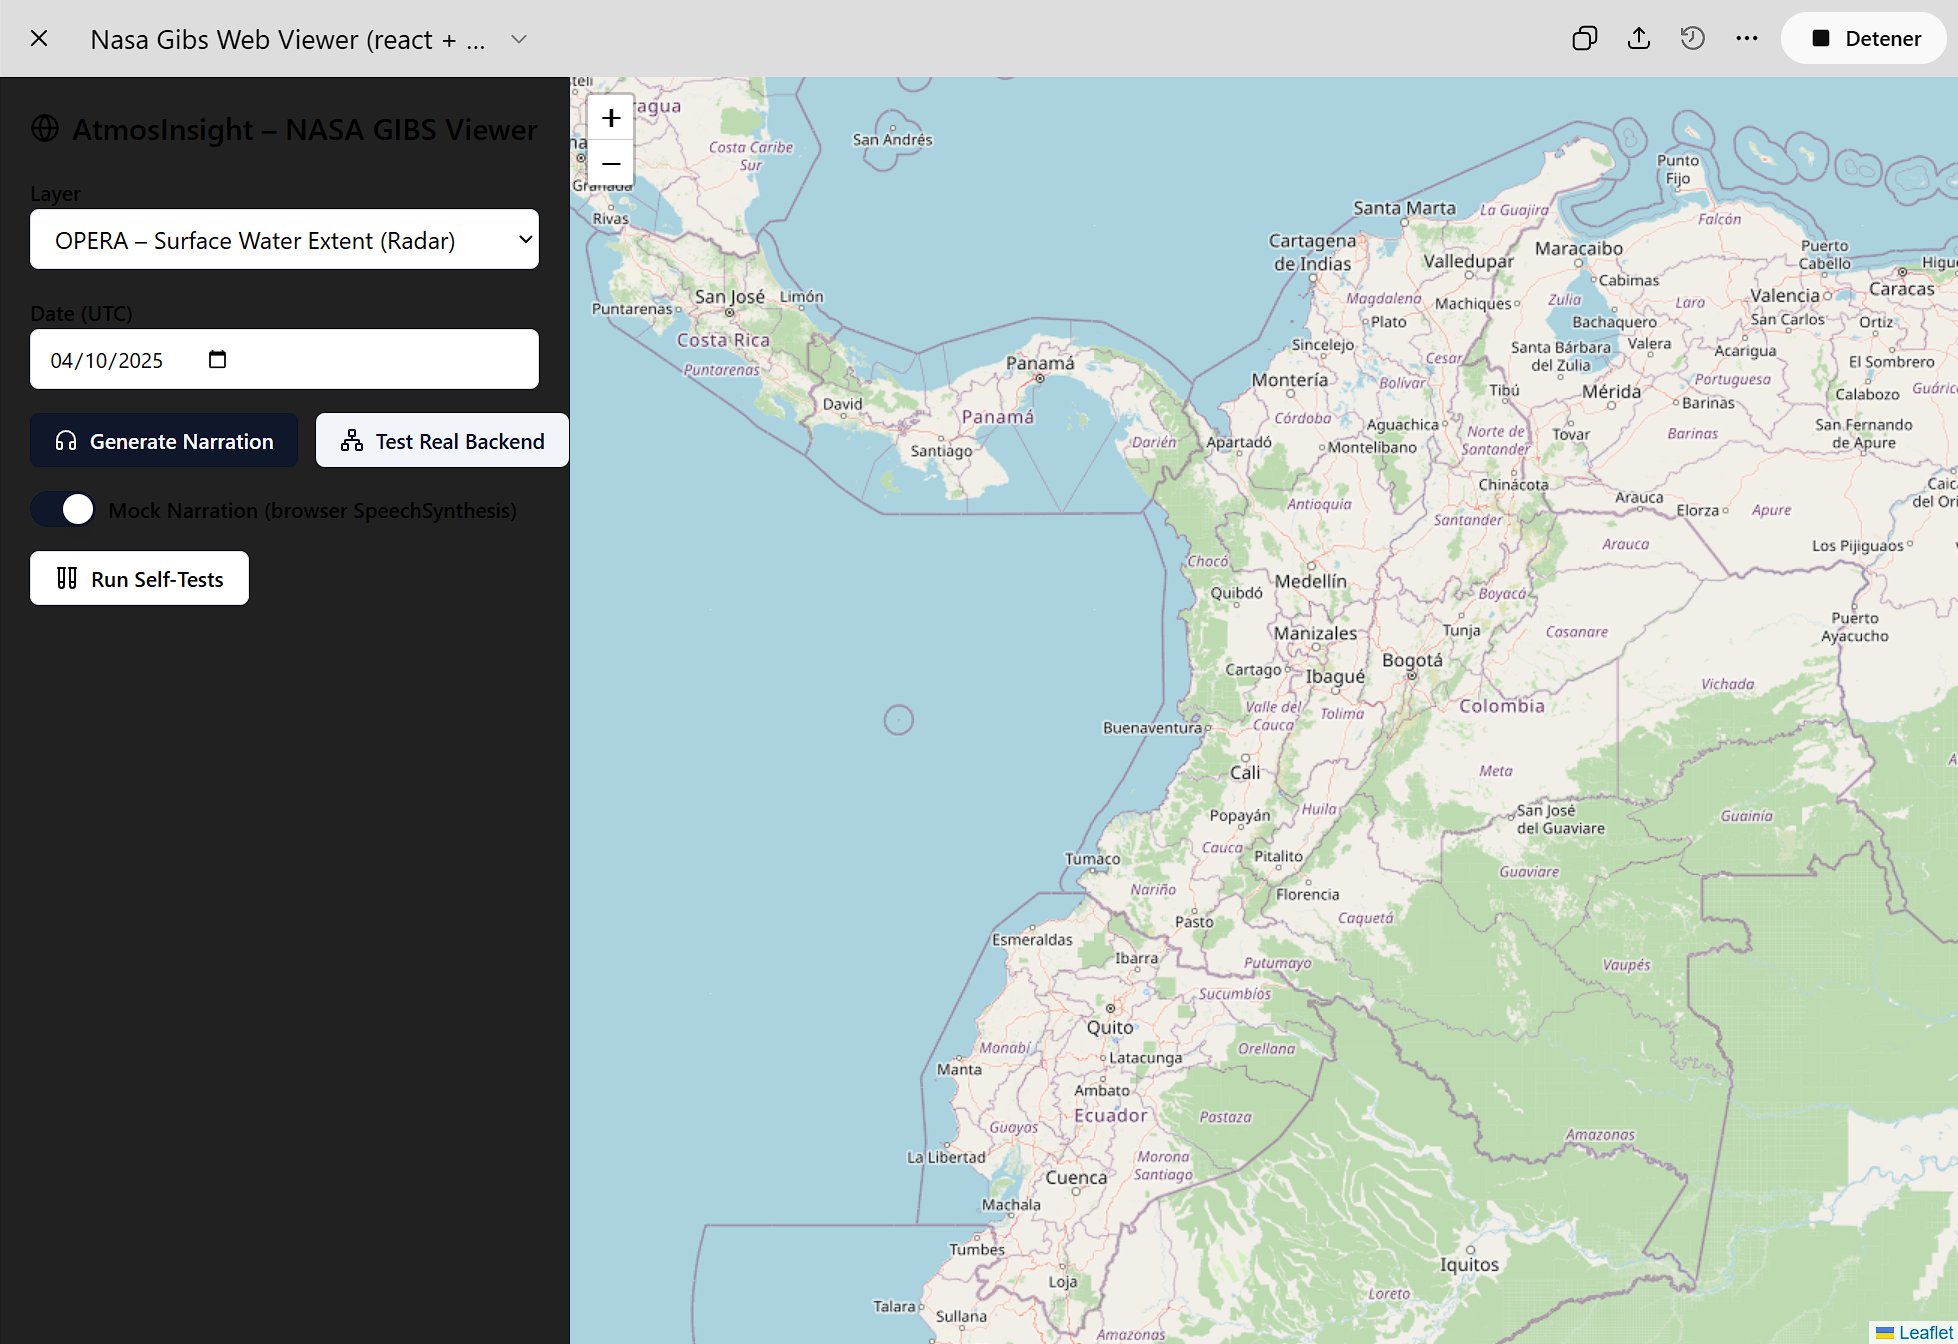 Nasa Gibs Web Viewer (react + ...
Detener
AtmosInsight – NASA GIBS Viewer
Layer
OPERA – Surface Water Extent (Radar)
Date (UTC)
04/10/2025
Generate Narration
Test Real Backend
Mock Narration (browser SpeechSynthesis)
Run Self-Tests
+
−
ragua
Costa Caribe
Sur
San Andrés
Granada
Rivas
Puntarenas
San José
Limón
Costa Rica
Puntarenas
David
Santiago
Panamá
Panamá
Darién
Punto
Fijo
Santa Marta
La Guajira
Falcón
Cartagena
de Indias
Maracaibo
Puerto
Cabello
Higu
Valledupar
Cabimas
Caracas
Magdalena
Machiques
Zulia
Lara
Valencia
Plato
Bachaquero
San Carlos
Ortiz
Sincelejo
Cesar
Santa Bárbara
del Zulia
Valera
Acarigua
El Sombrero
Montería
Bolívar
Tibú
Mérida
Portuguesa
Calabozo
Guáric
Barinas
Córdoba
Aguachica
Norte de
Santander
Tovar
Barinas
San Fernando
de Apure
Apartadó
Montelíbano
Chinácota
Arauca
Elorza
Apure
Caic
del Ori
Antioquia
Santander
Arauca
Los Pijiguaos
Chocó
Medellín
Quibdó
Boyacá
Manizales
Tunja
Casanare
Puerto
Ayacucho
Cartago
Ibagué
Bogotá
Vichada
Valle del
Cauca
Tolima
Colombia
Buenaventura
Cali
Meta
Huila
Popayán
San José
del Guaviare
Guainía
Cauca
Pitalito
Tumaco
Guaviare
Nariño
Florencia
Pasto
Caquetá
Esmeraldas
Ibarra
Putumayo
Vaupés
Sucumbíos
Quito
Manabí
Orellana
Manta
Latacunga
Ambato
Ecuador
Pastaza
Guayas
Amazonas
La Libertad
Morona
Santiago
Cuenca
Machala
Tumbes
Iquitos
Loja
Loreto
Talara
Sullana
Amazonas
Leaflet